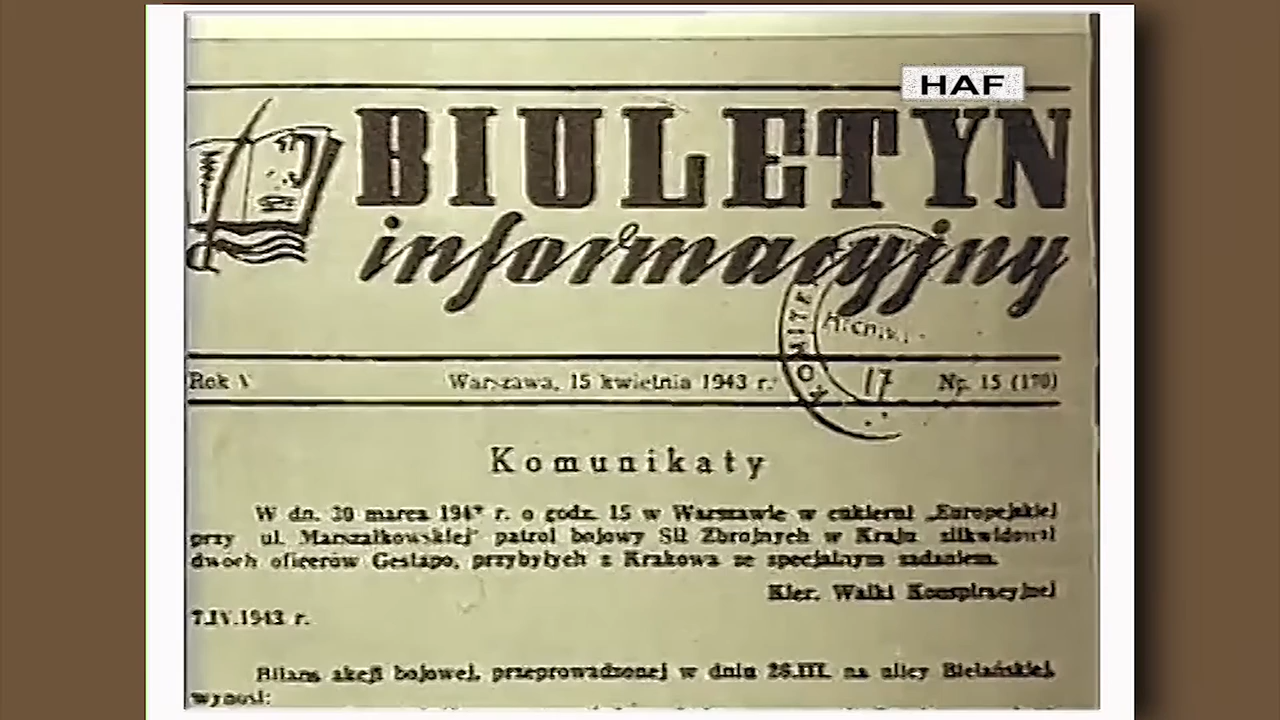 HAF
BIULETYN
informacyjny
KOMITE
Rok V
Warszawa, 15 kwietnia 1943 r.
17
Nr. 15 (170)
Komunikaty
W dn. 30 marca 194* r. o godz. 15 w Warszawie w cukierni „Europejskiej
przy ul. Marszałkowskiej" patrol bojowy Sił Zbrojnych w Kraju zlikwidował
dwóch oficerów Gestapo, przybyłych z Krakowa ze specjalnym zadaniem.
Kier. Walki Konspiracyjnej
7.IV.1943 r.
Bilans akcji bojowej, przeprowadzonej w dniu 26.III. na ulicy Bielańskiej,
wynosi: